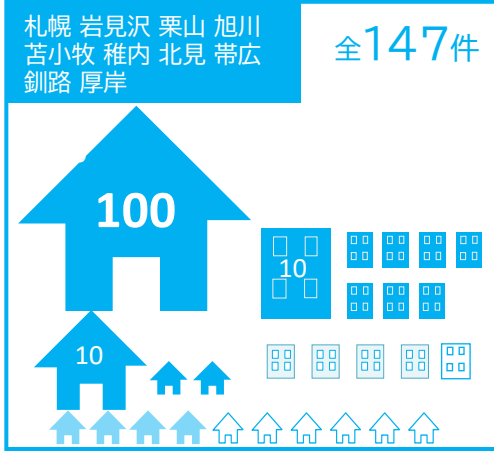 札幌 岩見沢 栗山 旭川
苫小牧 稚内 北見 帯広
釧路 厚岸
全147件
100
10
10